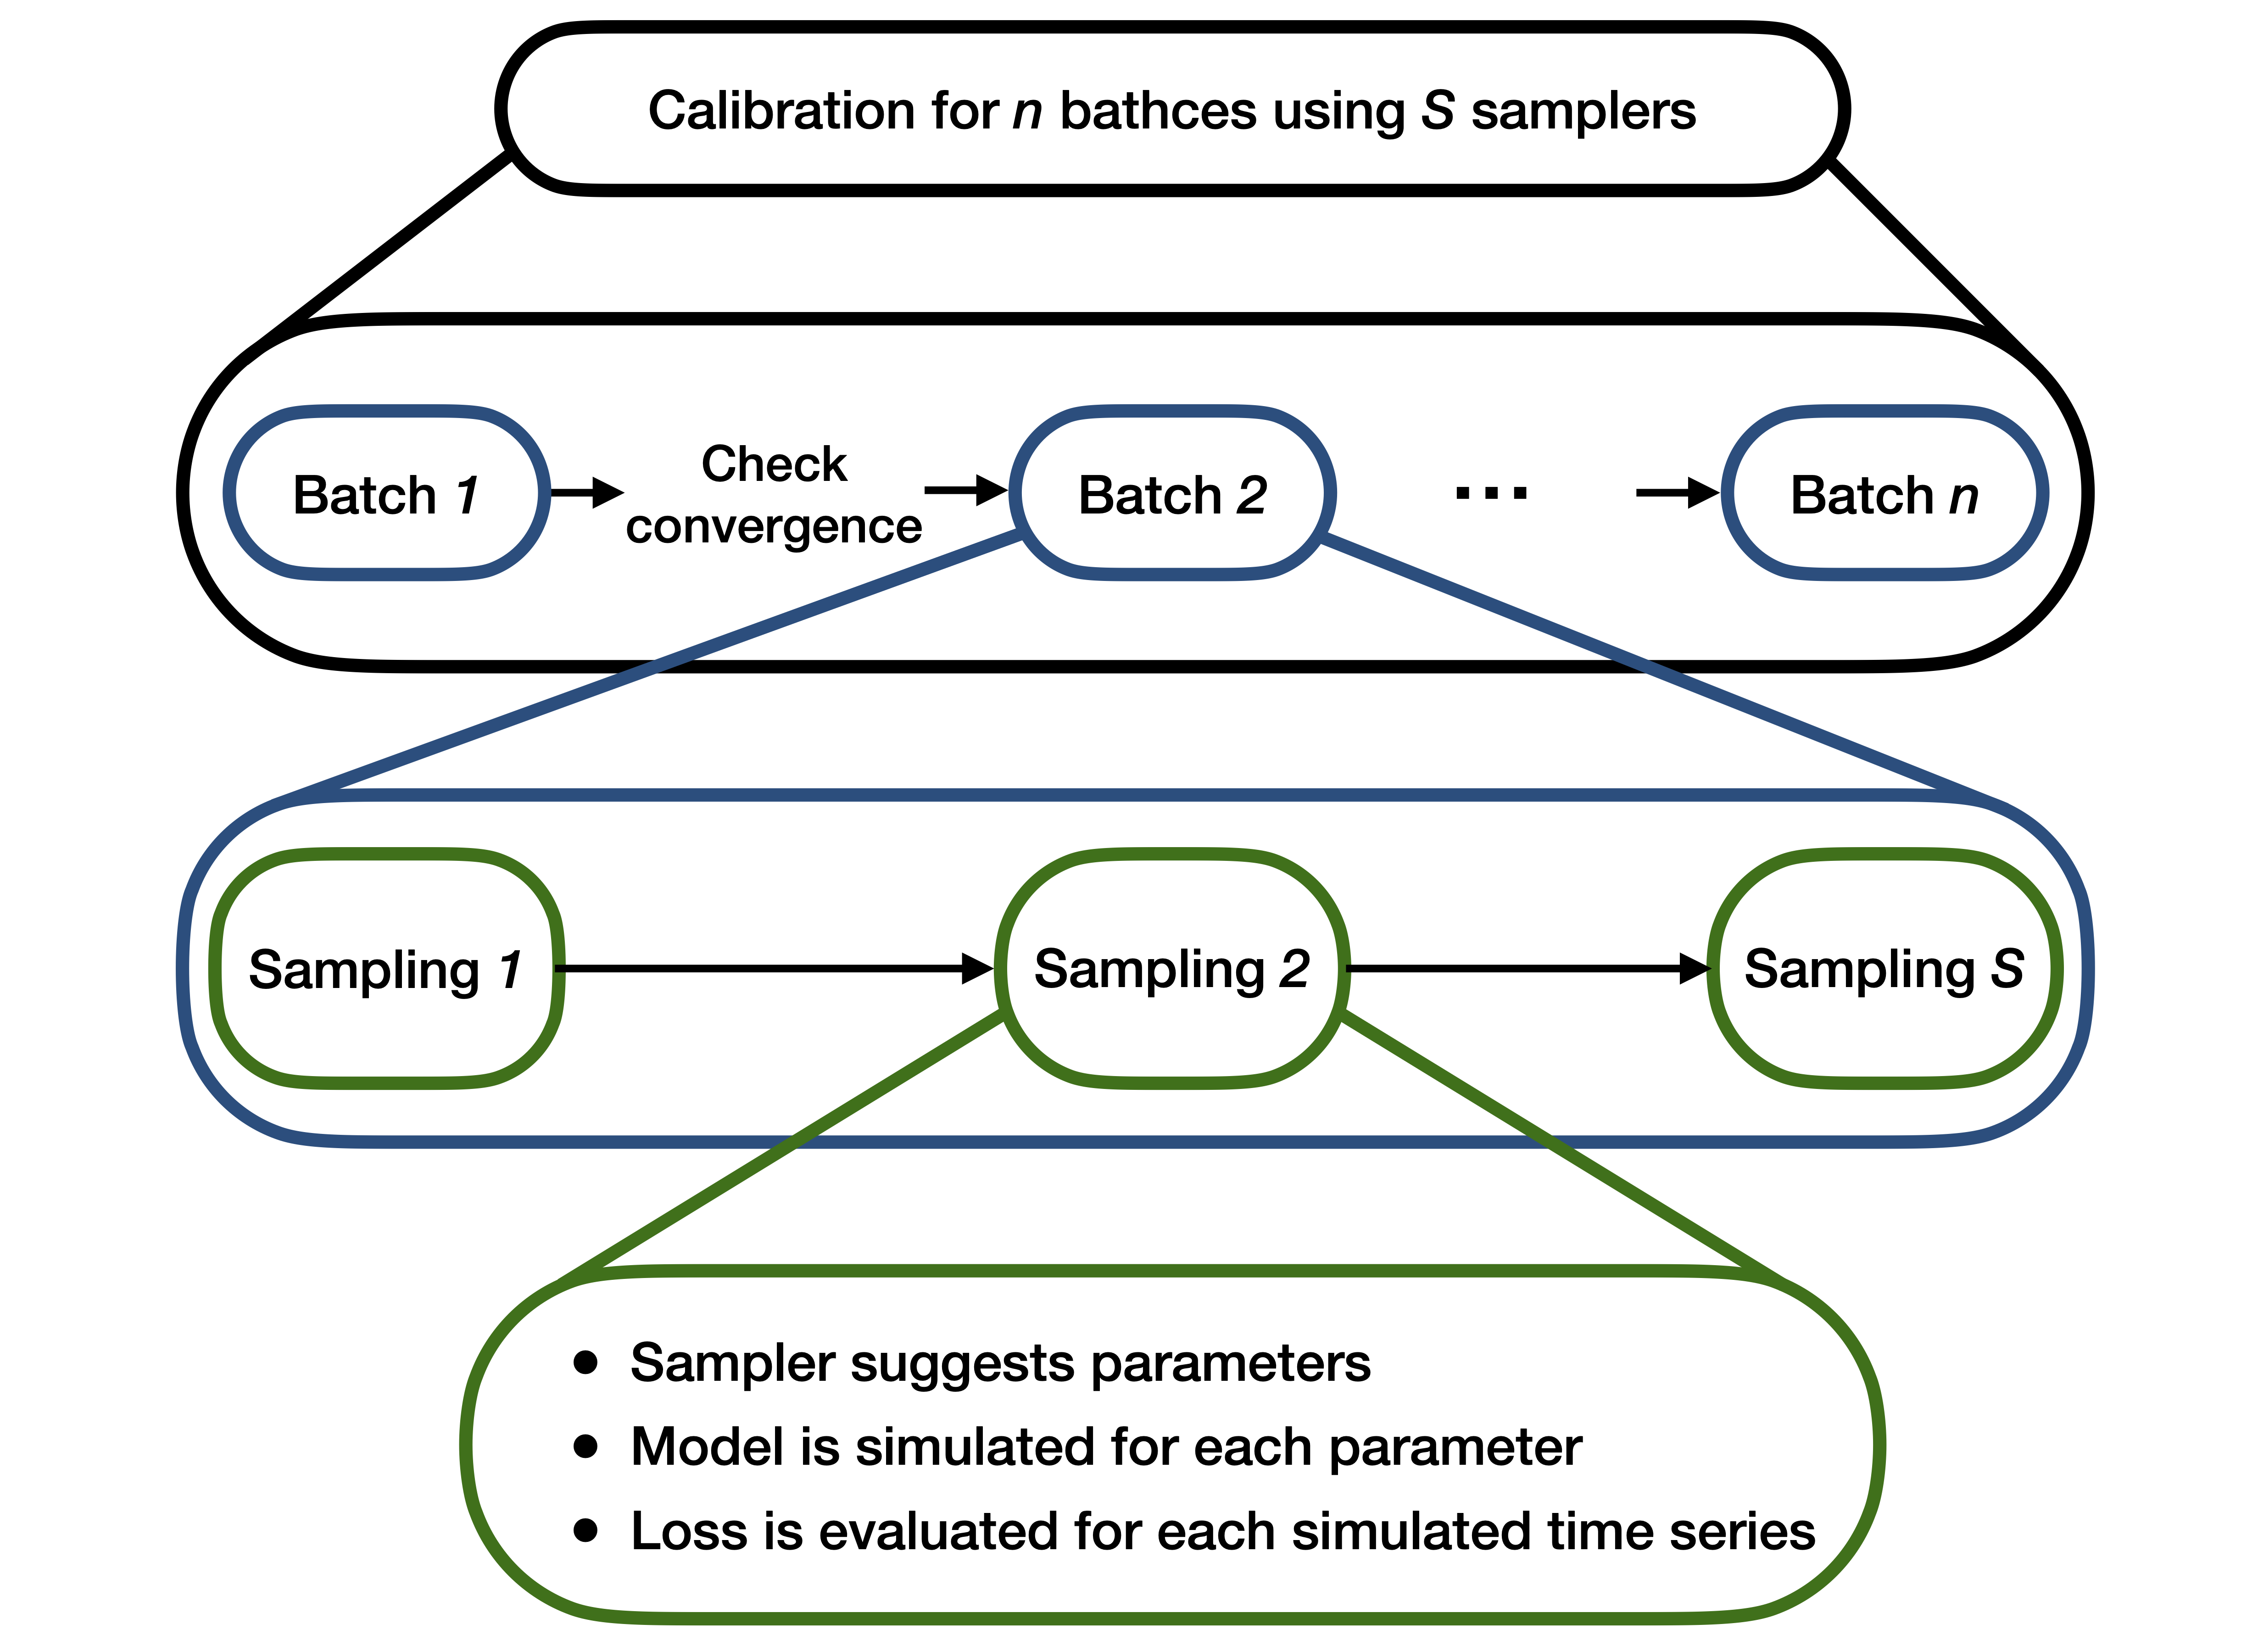 Calibration for n bathces using S samplers
Batch 1
Check
convergence
Batch 2
...
Batch n
Sampling 1
Sampling 2
Sampling S
● Sampler suggests parameters
● Model is simulated for each parameter
● Loss is evaluated for each simulated time series